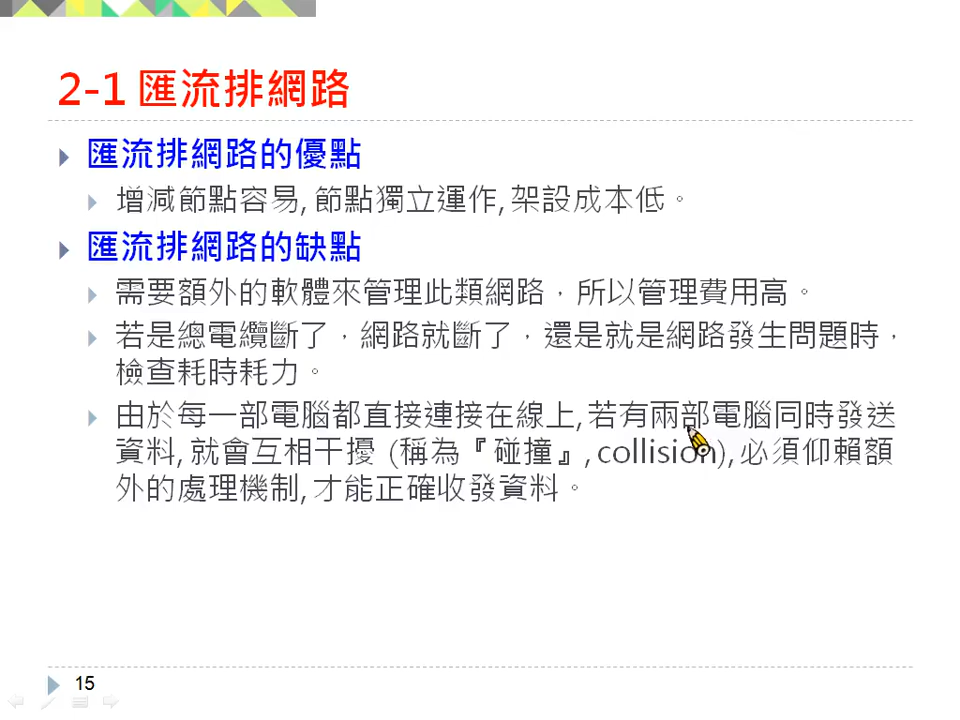 2-1 匯流排網路
匯流排網路的優點
增減節點容易, 節點獨立運作, 架設成本低。
匯流排網路的缺點
需要額外的軟體來管理此類網路，所以管理費用高。
若是總電纜斷了，網路就斷了，還是就是網路發生問題時，
檢查耗時耗力。
由於每一部電腦都直接連接在線上, 若有兩部電腦同時發送
資料, 就會互相干擾 (稱為『碰撞』, collision), 必須仰賴額
外的處理機制, 才能正確收發資料。
15